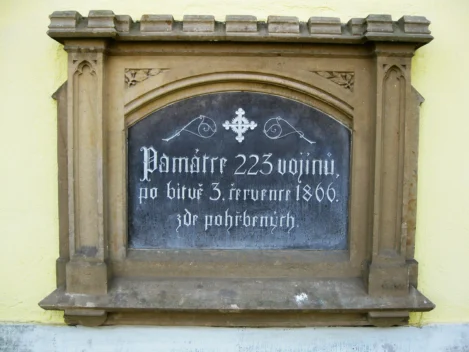 Památce 223 vojínů,
po bitvě 3. července 1866.
zde pohřbených.